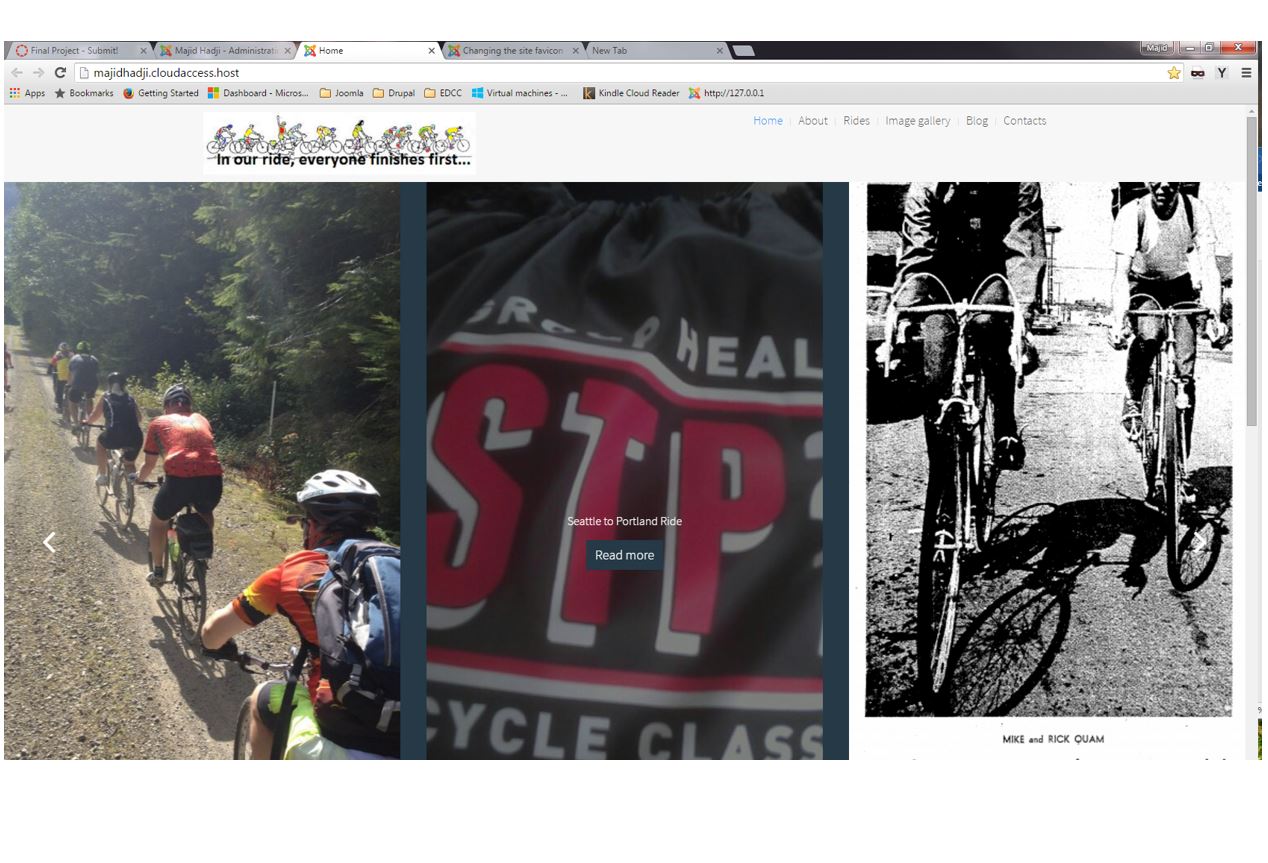 Final Project - Submit!
Majid Hadji - Administrati
Home
Changing the site favicon
New Tab
Majid
majidhadji.cloudaccess.host
Y
Apps
Bookmarks
Getting Started
Dashboard - Micros...
Joomla
Drupal
EDCC
Virtual machines - ...
Kindle Cloud Reader
http://127.0.0.1
In our ride, everyone finishes first...
Home
About
Rides
Image gallery
Blog
Contacts
GROUP HEAL
STP
Seattle to Portland Ride
Read more
CYCLE CLASS
MIKE and RICK QUAM